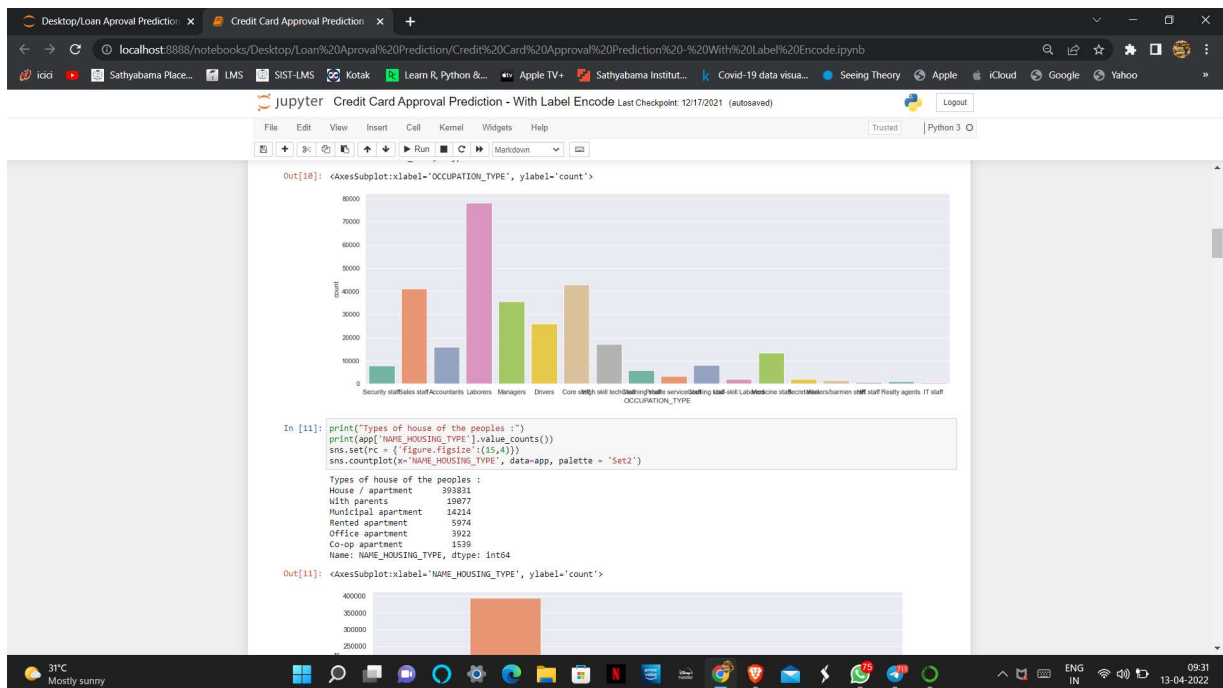 Desktop/Loan Aproval Prediction
Credit Card Approval Prediction -
localhost:8888/notebooks/Desktop/Loan%20Aproval%20Prediction/Credit%20Card%20Approval%20Prediction%20-%20With%20Label%20Encode.ipynb
icici Sathyabama Place... LMS SIST-LMS Kotak Learn R, Python &... Apple TV+ Sathyabama Institut... Covid-19 data visua... Seeing Theory Apple iCloud Google Yahoo »
jupyter Credit Card Approval Prediction - With Label Encode Last Checkpoint: 12/17/2021 (autosaved) Logout
File Edit View Insert Cell Kernel Widgets Help Trusted Python 3
Run Markdown
Out[10]: <AxesSubplot:xlabel='OCCUPATION_TYPE', ylabel='count'>
80000
70000
60000
50000
40000
30000
20000
10000
0
count
Security staff Sales staff Accountants Laborers Managers Drivers Core staff High skill tech Realty agents IT staff
OCCUPATION_TYPE
In [11]: print("Types of house of the peoples :")
print(app['NAME_HOUSING_TYPE'].value_counts())
sns.set(rc = {'figure.figsize':(15,4)})
sns.countplot(x='NAME_HOUSING_TYPE', data=app, palette = 'Set2')
Types of house of the peoples :
House / apartment 393831
With parents 19077
Municipal apartment 14214
Rented apartment 5974
Office apartment 3922
Co-op apartment 1539
Name: NAME_HOUSING_TYPE, dtype: int64
Out[11]: <AxesSubplot:xlabel='NAME_HOUSING_TYPE', ylabel='count'>
400000
350000
300000
250000
31°C
Mostly sunny
75
ENG
IN
09:31
13-04-2022